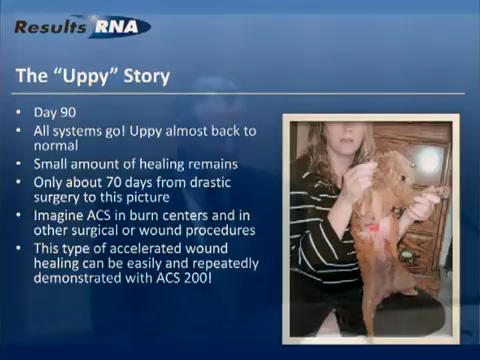 Results RNA
The “Uppy” Story
• Day 90
• All systems go! Uppy almost back to
normal
• Small amount of healing remains
• Only about 70 days from drastic
surgery to this picture
• Imagine ACS in burn centers and in
other surgical or wound procedures
• This type of accelerated wound
healing can be easily and repeatedly
demonstrated with ACS 200!